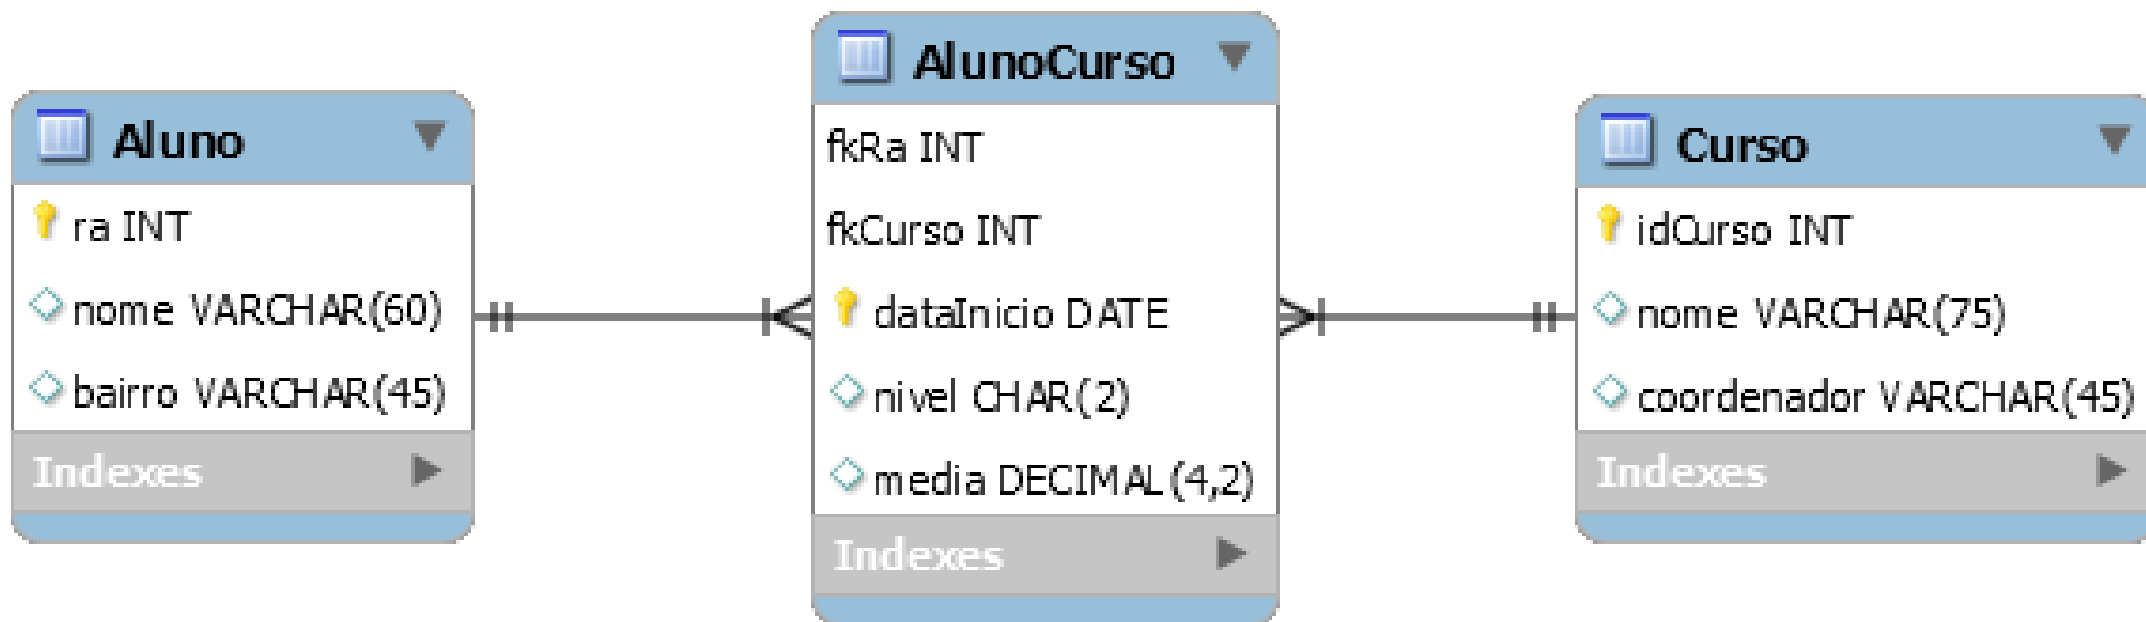 Aluno
ra INT
nome VARCHAR(60)
bairro VARCHAR(45)
Indexes
AlunoCurso
fkRa INT
fkCurso INT
dataInicio DATE
nivel CHAR(2)
media DECIMAL(4,2)
Indexes
Curso
idCurso INT
nome VARCHAR(75)
coordenador VARCHAR(45)
Indexes